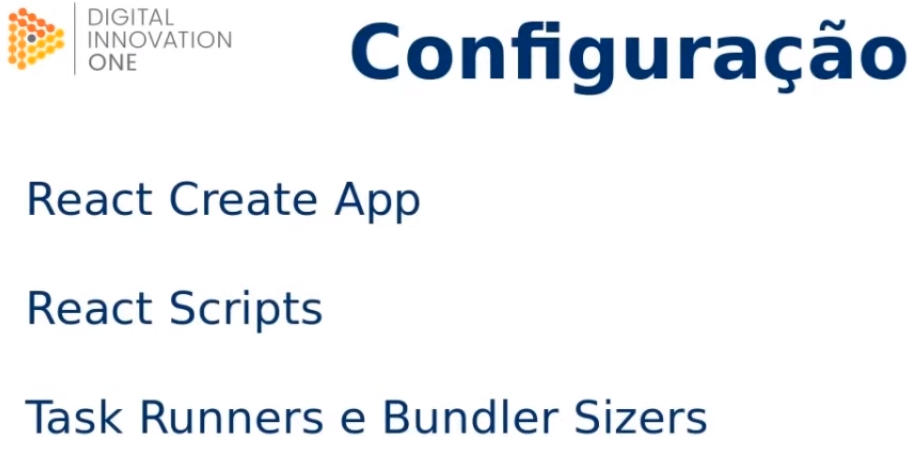 DIGITAL
INNOVATION
ONE
Configuração
React Create App
React Scripts
Task Runners e Bundler Sizers